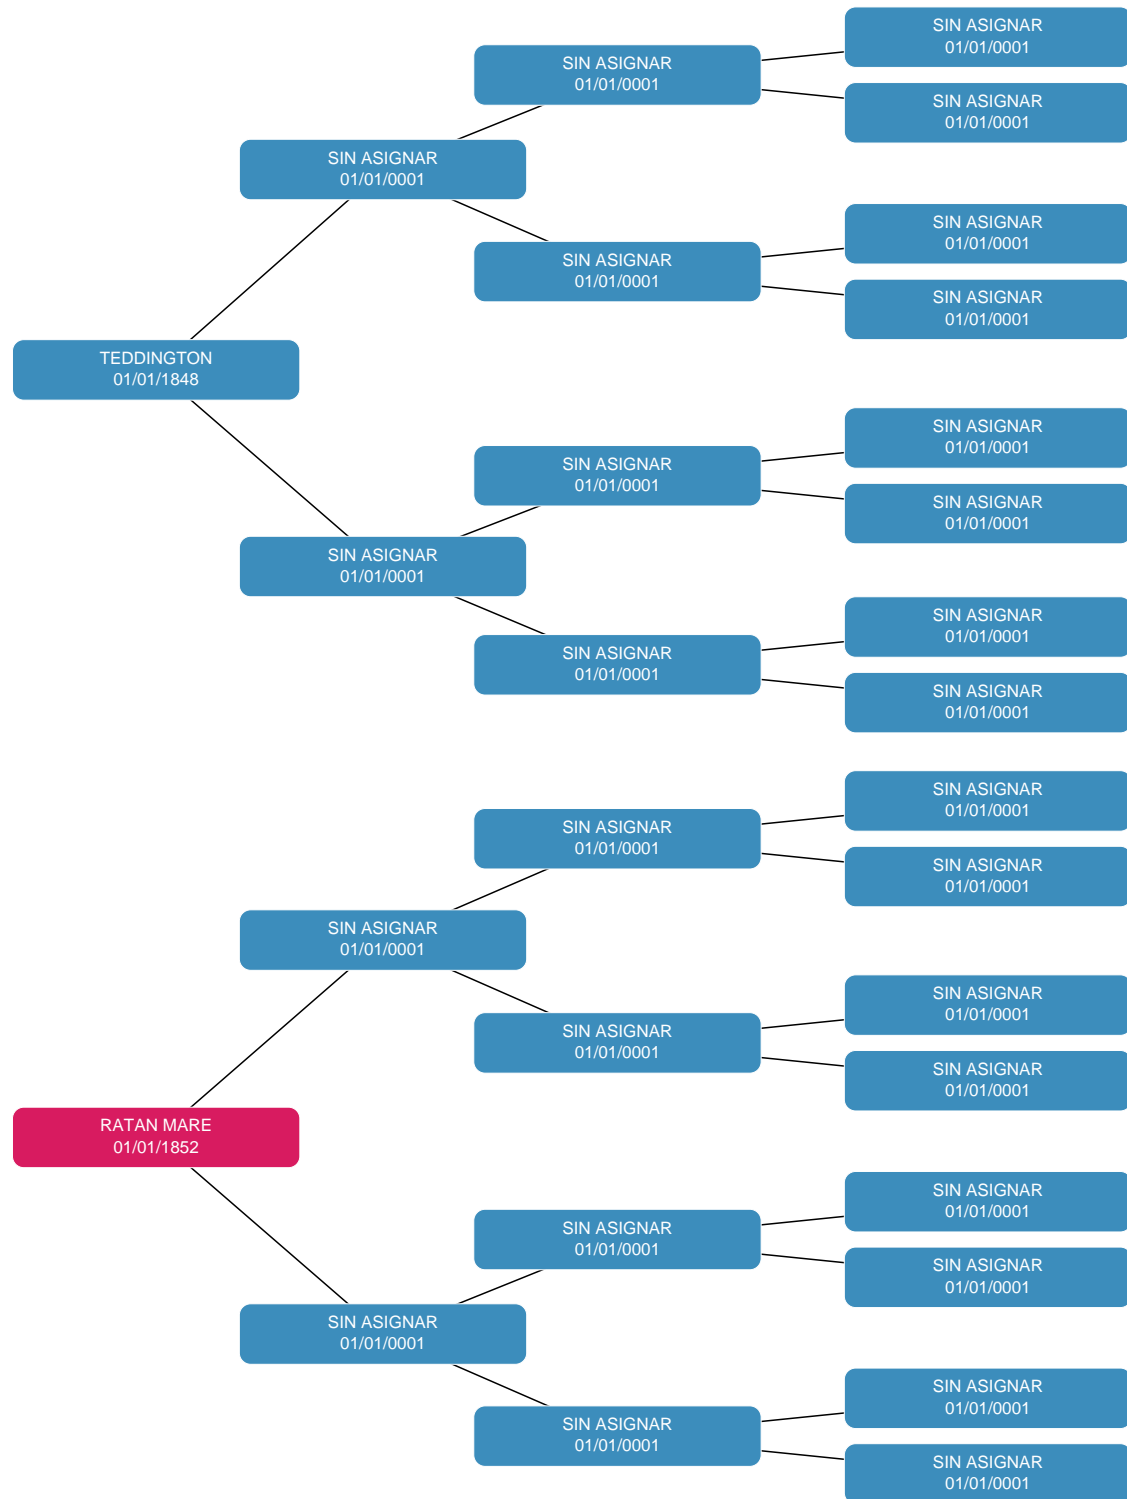 SIN ASIGNAR
01/01/0001
SIN ASIGNAR
01/01/0001
SIN ASIGNAR
01/01/0001
SIN ASIGNAR
01/01/0001
SIN ASIGNAR
01/01/0001
SIN ASIGNAR
01/01/0001
SIN ASIGNAR
01/01/0001
TEDDINGTON
01/01/1848
SIN ASIGNAR
01/01/0001
SIN ASIGNAR
01/01/0001
SIN ASIGNAR
01/01/0001
SIN ASIGNAR
01/01/0001
SIN ASIGNAR
01/01/0001
SIN ASIGNAR
01/01/0001
SIN ASIGNAR
01/01/0001
SIN ASIGNAR
01/01/0001
SIN ASIGNAR
01/01/0001
SIN ASIGNAR
01/01/0001
SIN ASIGNAR
01/01/0001
SIN ASIGNAR
01/01/0001
SIN ASIGNAR
01/01/0001
SIN ASIGNAR
01/01/0001
RATAN MARE
01/01/1852
SIN ASIGNAR
01/01/0001
SIN ASIGNAR
01/01/0001
SIN ASIGNAR
01/01/0001
SIN ASIGNAR
01/01/0001
SIN ASIGNAR
01/01/0001
SIN ASIGNAR
01/01/0001
SIN ASIGNAR
01/01/0001